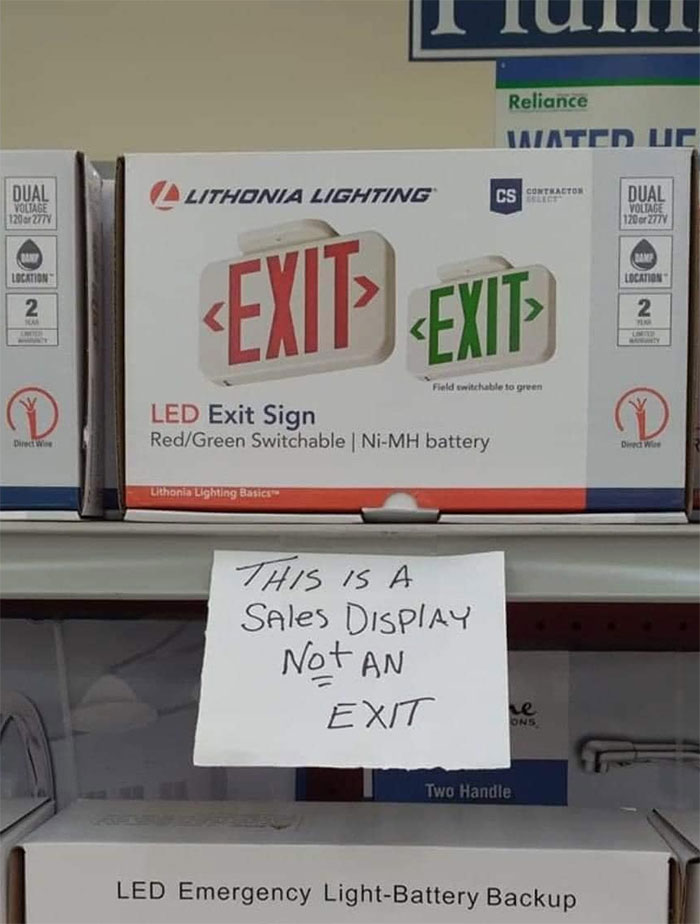 Reliance
DUAL
VOLTAGE
120 or 277V
DAMP
LOCATION
2
YEAR
LIMITED
WARRANTY
Direct Wire
LITHONIA LIGHTING
CS CONTRACTOR
SELECT™
<EXIT>
<EXIT>
Field switchable to green
LED Exit Sign
Red/Green Switchable | Ni-MH battery
Lithonia Lighting Basics™
DUAL
VOLTAGE
120 or 277V
DAMP
LOCATION
2
YEAR
LIMITED
WARRANTY
Direct Wire
THIS IS A
SAles DISPlAY
Not AN
EXIT
Two Handle
LED Emergency Light-Battery Backup